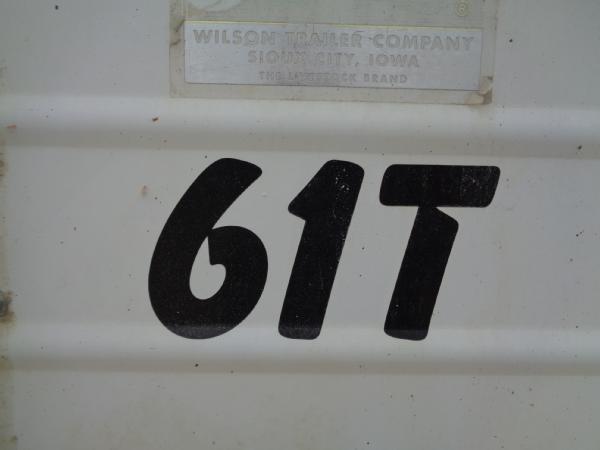 ®
WILSON TRAILER COMPANY
SIOUX CITY, IOWA
THE LIVESTOCK BRAND
61T